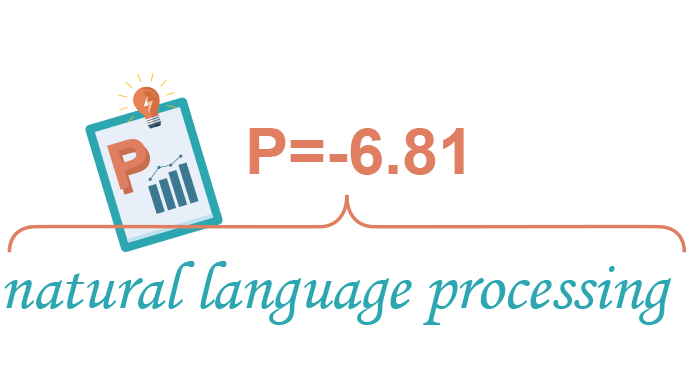 P
P=-6.81
natural language processing